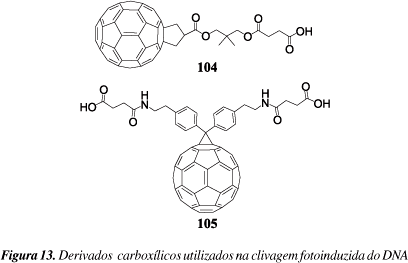 O
O
O
O
O
OH
104
O
HO
O
H
N
H
N
O
O
OH
105
Figura 13. Derivados carboxílicos utilizados na clivagem fotoinduzida do DNA